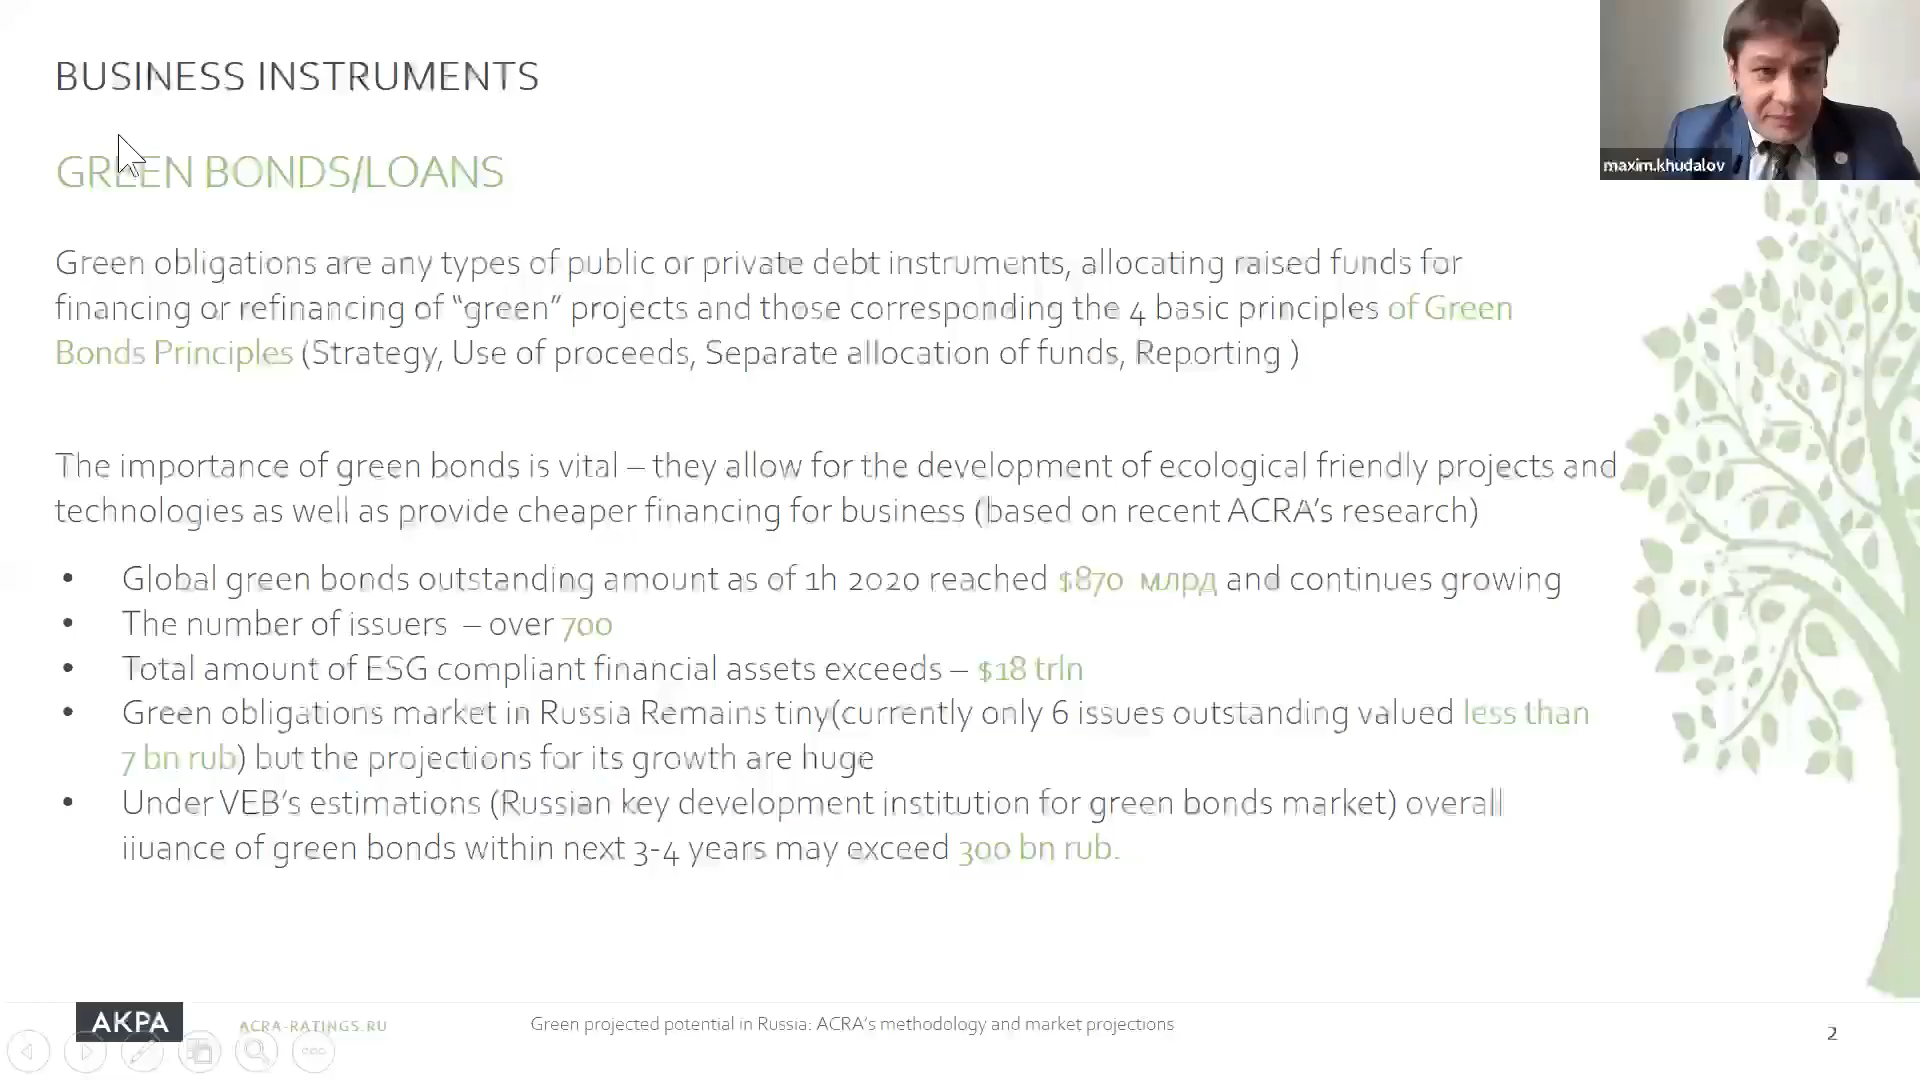 BUSINESS INSTRUMENTS
maxim.khudalov
GREEN BONDS/LOANS
Green obligations are any types of public or private debt instruments, allocating raised funds for
financing or refinancing of “green” projects and those corresponding the 4 basic principles of Green
Bonds Principles (Strategy, Use of proceeds, Separate allocation of funds, Reporting )
The importance of green bonds is vital – they allow for the development of ecological friendly projects and
technologies as well as provide cheaper financing for business (based on recent ACRA’s research)
• Global green bonds outstanding amount as of 1h 2020 reached $870 млрд and continues growing
• The number of issuers – over 700
• Total amount of ESG compliant financial assets exceeds – $18 trln
• Green obligations market in Russia Remains tiny(currently only 6 issues outstanding valued less than
7 bn rub) but the projections for its growth are huge
• Under VEB’s estimations (Russian key development institution for green bonds market) overall
iiuance of green bonds within next 3-4 years may exceed 300 bn rub.
АКРА
ACRA-RATINGS.RU
Green projected potential in Russia: ACRA’s methodology and market projections
2